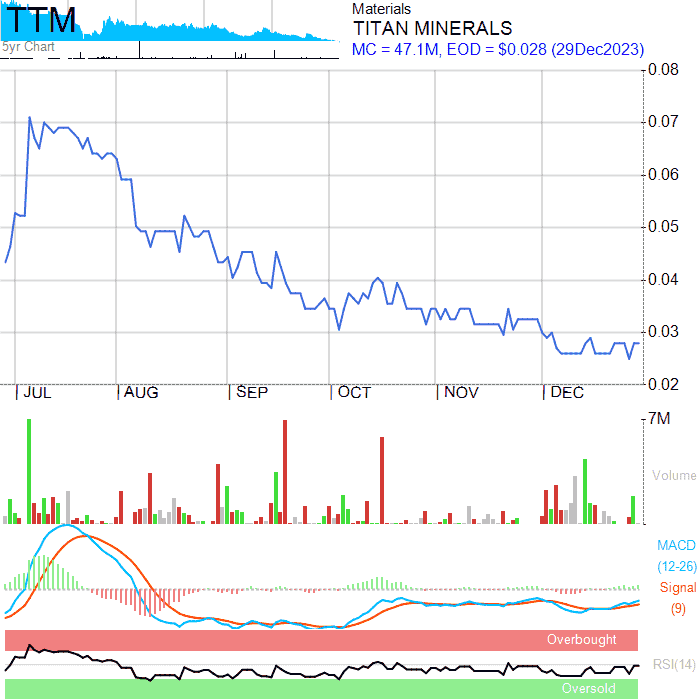 TTM
5yr Chart
Materials
TITAN MINERALS
MC = 47.1M, EOD = $0.028 (29Dec2023)
0.08
0.07
0.06
0.05
0.04
0.03
0.02
JUL AUG SEP OCT NOV DEC
7M
Volume
MACD
(12-26)
Signal
(9)
Overbought
RSI(14)
Oversold